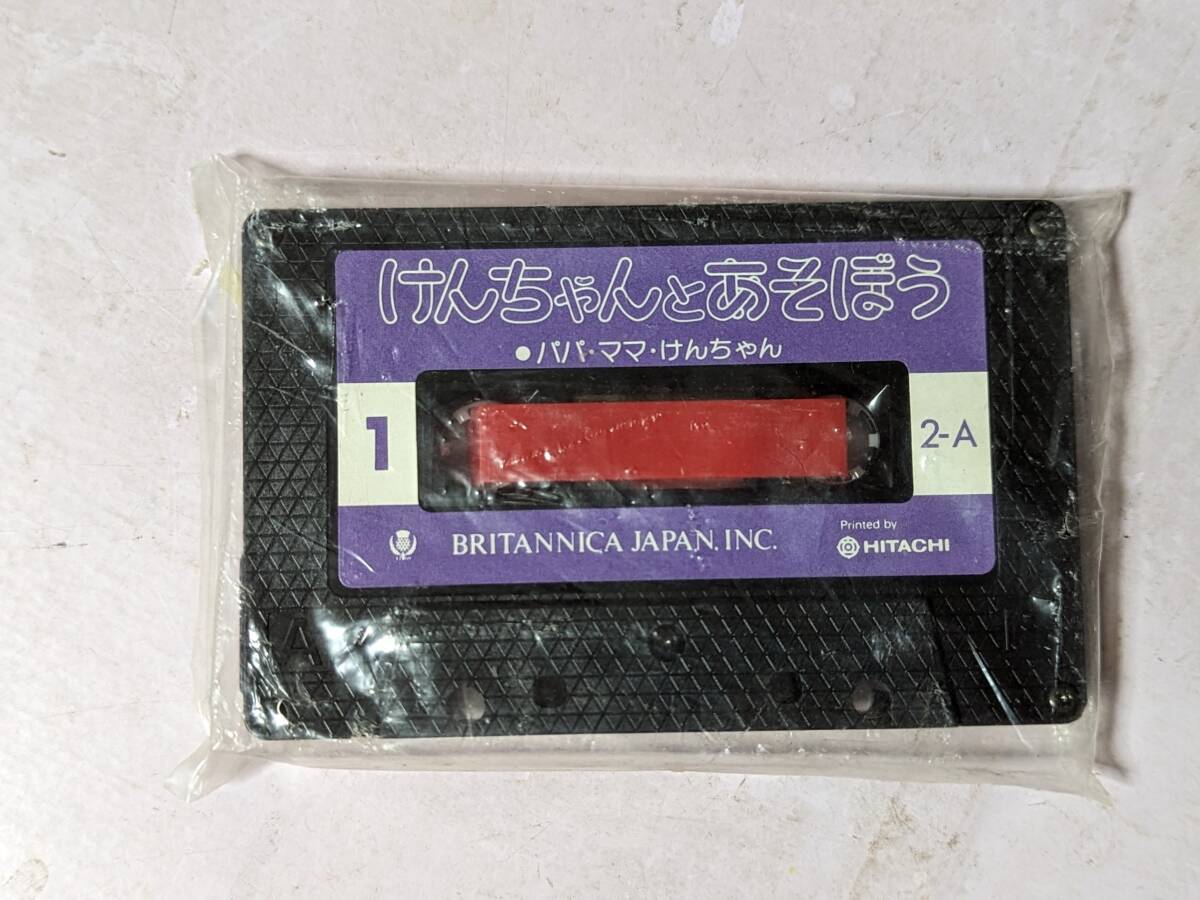 けんちゃんとあそぼう
●パパ・ママ・けんちゃん
1
2-A
BRITANNICA JAPAN, INC.
Printed by
HITACHI
A